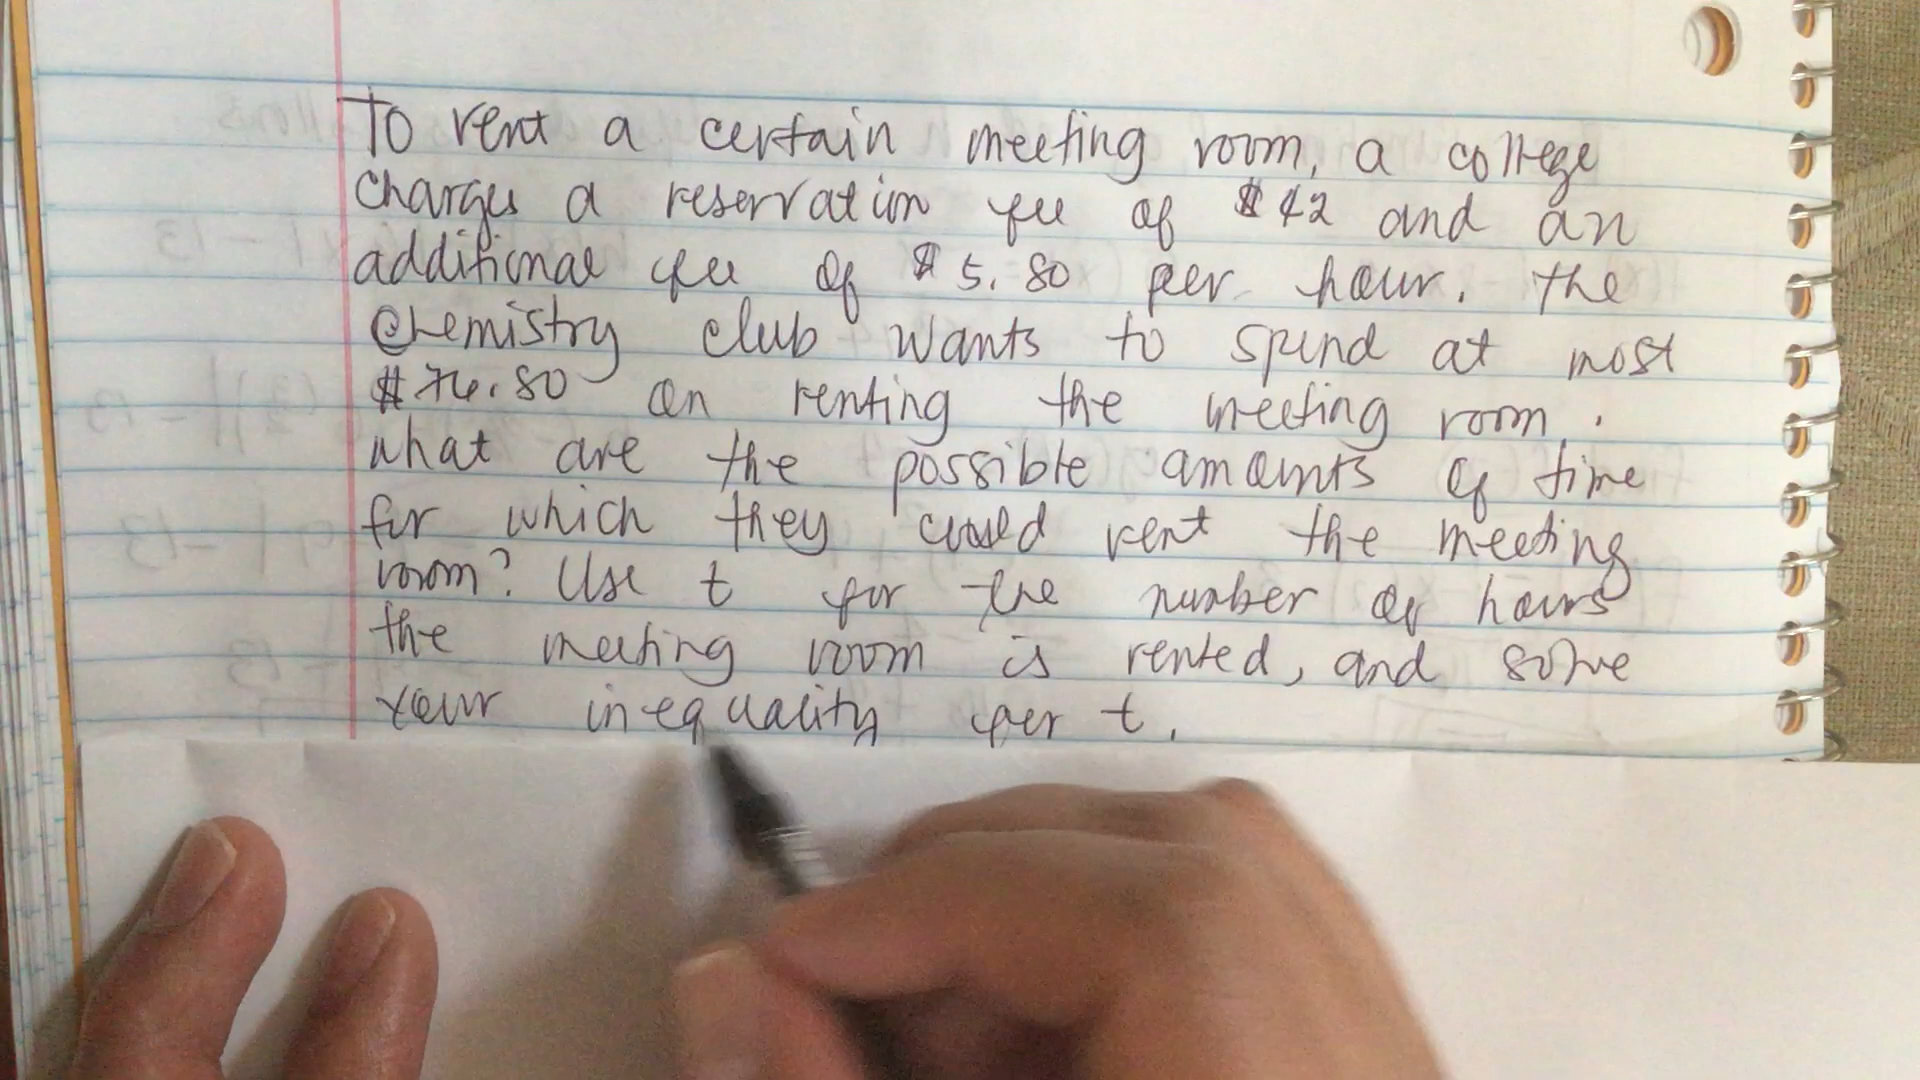 To rent a certain meeting room, a college
charges a reservation fee of $42 and an
additional fee of $5.80 per hour. The
Chemistry club wants to spend at most
$76.80 on renting the meeting room.
what are the possible amounts of time
for which they could rent the meeting
room? Use t for the number of hours
the meeting room is rented, and solve
your inequality for t.